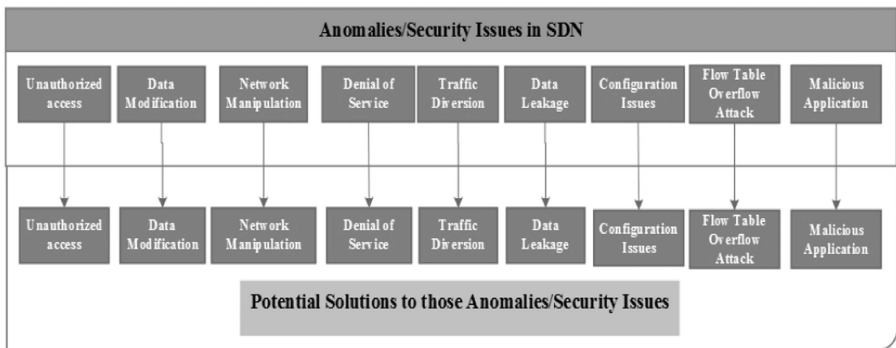 Anomalies/Security Issues in SDN
Unauthorized
access
Data
Modification
Network
Manipulation
Denial of
Service
Traffic
Diversion
Data
Leakage
Configuration
Issues
Flow Table
Overflow
Attack
Malicious
Application
Unauthorized
access
Data
Modification
Network
Manipulation
Denial of
Service
Traffic
Diversion
Data
Leakage
Configuration
Issues
Flow Table
Overflow
Attack
Malicious
Application
Potential Solutions to those Anomalies/Security Issues